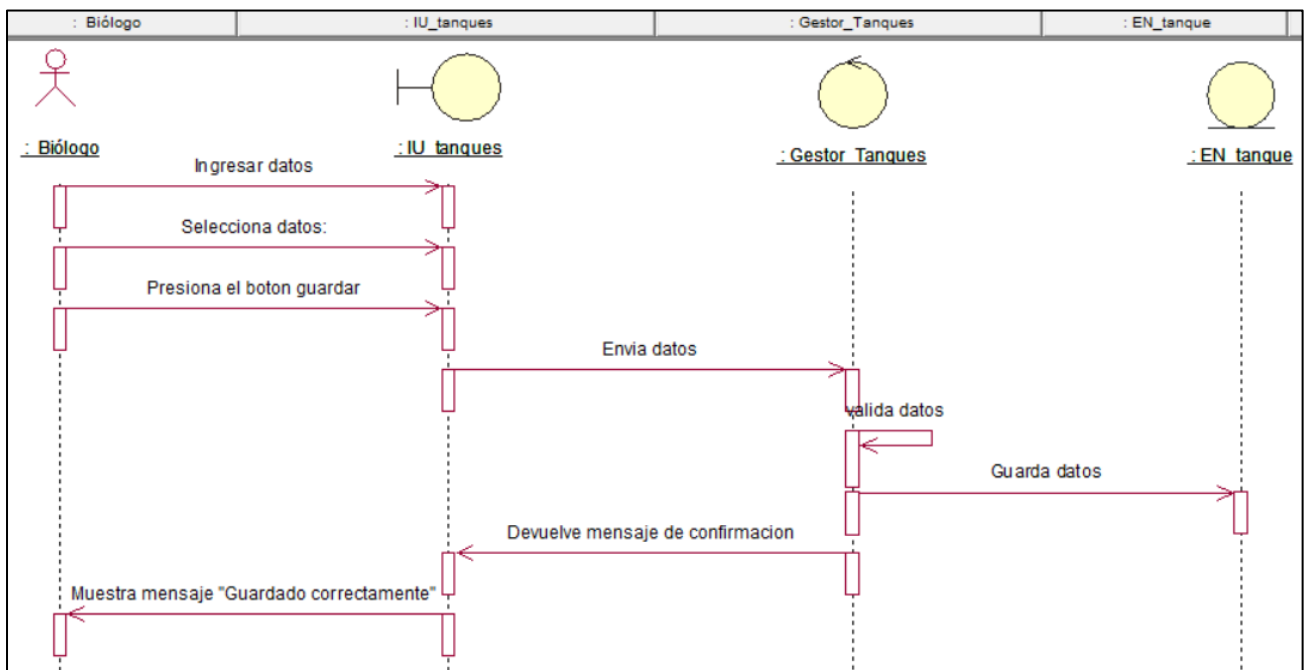 : Biólogo
: IU_tanques
: Gestor_Tanques
: EN_tanque
: Biólogo
: IU_tanques
: Gestor_Tanques
: EN_tanque
Ingresar datos
Selecciona datos:
Presiona el boton guardar
Envia datos
valida datos
Guarda datos
Devuelve mensaje de confirmacion
Muestra mensaje "Guardado correctamente"